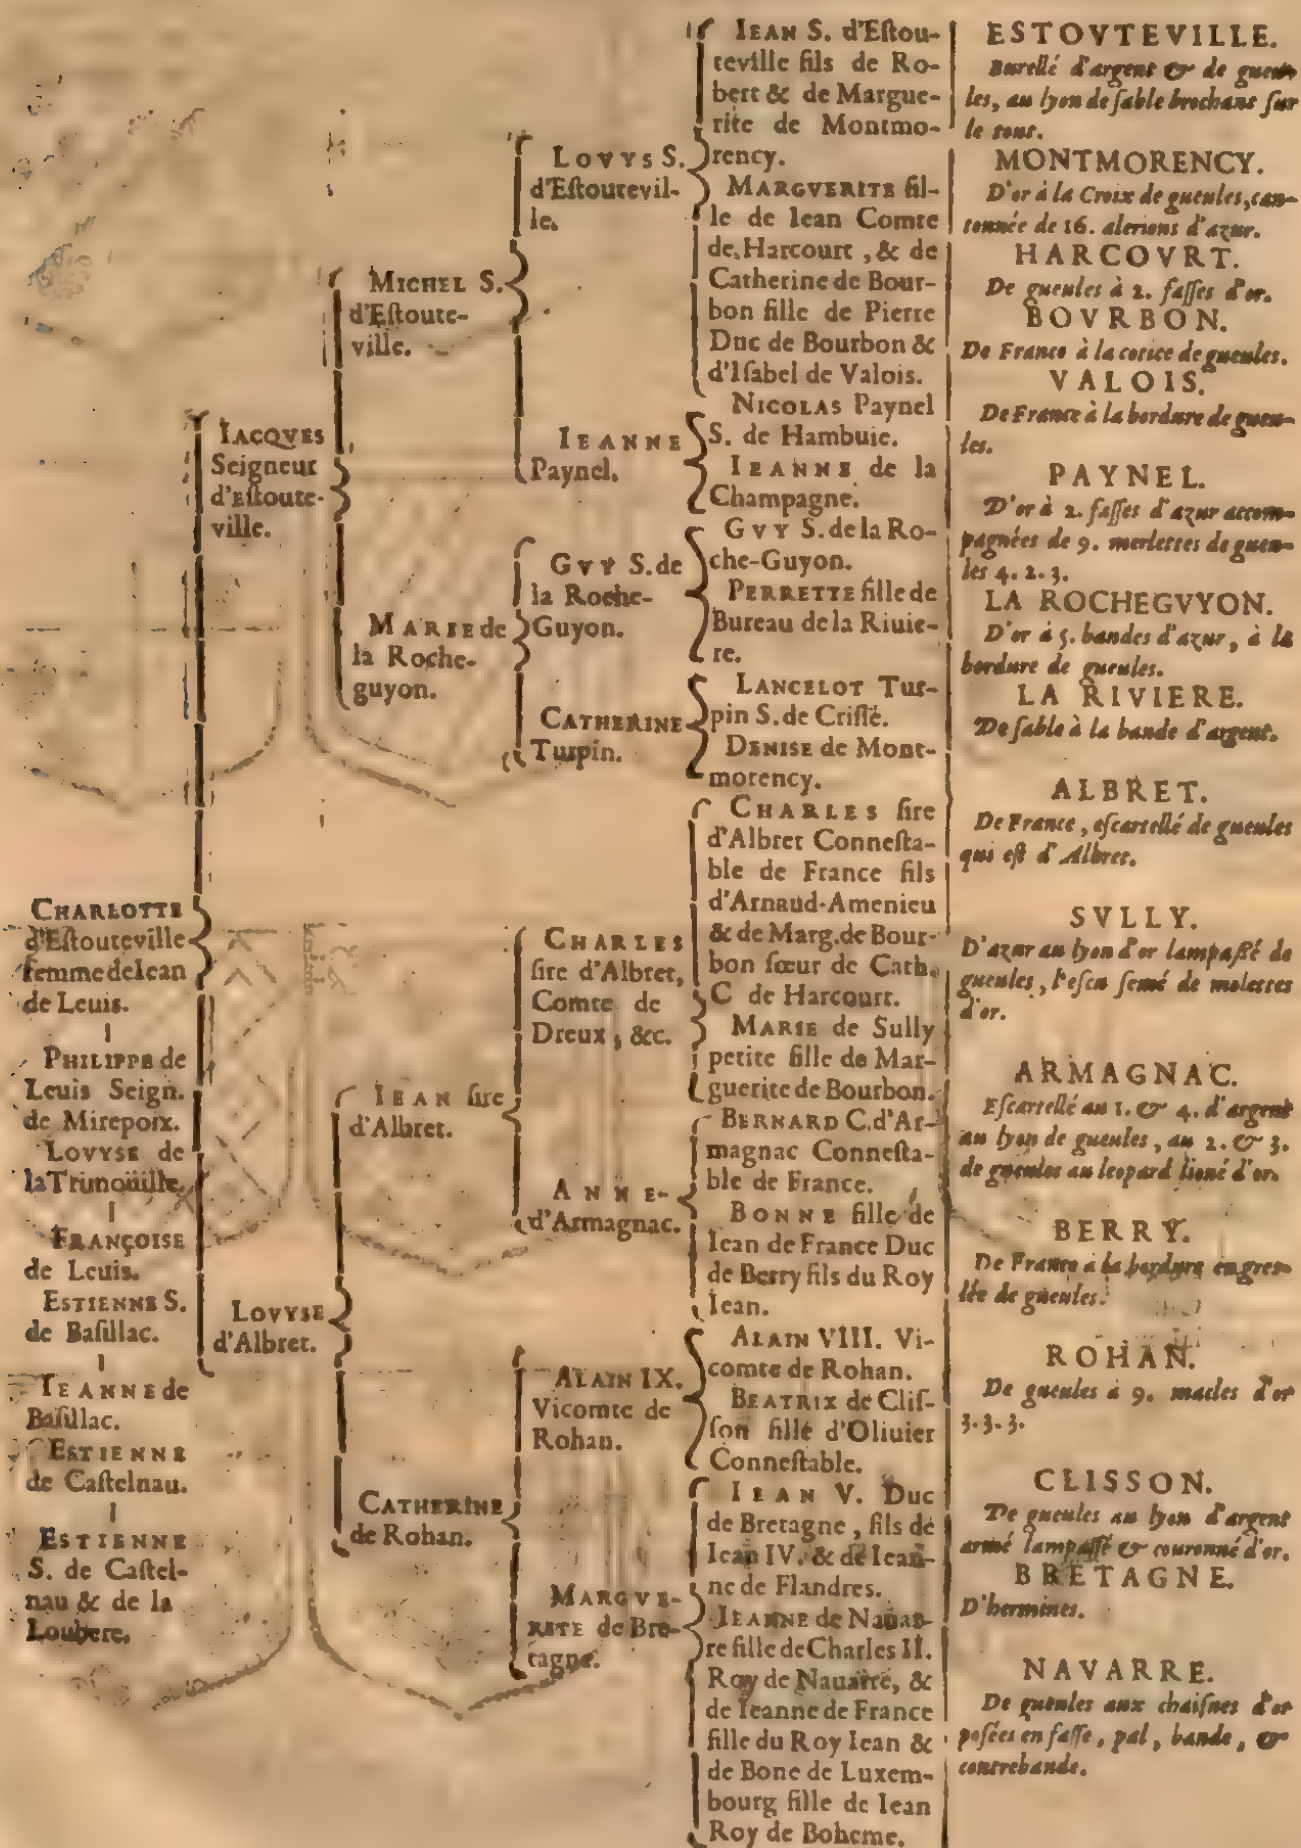 CHARLOTTE
d'Eſtouteville
femme de Iean
de Leuis.
PHILIPPE de
Leuis Seign.
de Mirepoix.
LOVYSE de
la Trimoüille.
FRANÇOISE
de Leuis.
ESTIENNE S.
de Baſillac.
IEANNE de
Baſillac.
ESTIENNE
de Caſtelnau.
ESTIENNE
S. de Caſtel-
nau & de la
Loubere.
IACQVES
Seigneur
d'Eſtoute-
ville.
LOVYSE
d'Albret.
MICHEL S.
d'Eſtoute-
ville.
MARIE de
la Roche-
guyon.
IEAN ſire
d'Albret.
CATHERINE
de Rohan.
LOVYS S.
d'Eſtoutevil-
le.
IEANNE
Paynel.
GVY S. de
la Roche-
Guyon.
CATHERINE
Turpin.
CHARLES
ſire d'Albret,
Comte de
Dreux, &c.
ANNE-
d'Armagnac.
ALAIN IX.
Vicomte de
Rohan.
MARGVE-
RITE de Bre-
tagne.
IEAN S. d'Eſtou-
teville fils de Ro-
bert & de Margue-
rite de Montmo-
rency.
MARGVERITE fil-
le de Iean Comte
de Harcourt, & de
Catherine de Bour-
bon fille de Pierre
Duc de Bourbon &
d'Iſabel de Valois.
NICOLAS Paynel
S. de Hambuie.
IEANNE de la
Champagne.
GVY S. de la Ro-
che-Guyon.
PERRETTE fille de
Bureau de la Riuie-
re.
LANCELOT Tur-
pin S. de Criſſé.
DENISE de Mont-
morency.
CHARLES ſire
d'Albret Conneſta-
ble de France fils
d'Arnaud-Amenieu
& de Marg. de Bour-
bon ſœur de Cath.
C de Harcourt.
MARIE de Sully
petite fille de Mar-
guerite de Bourbon.
BERNARD C. d'Ar-
magnac Conneſta-
ble de France.
BONNE fille de
Iean de France Duc
de Berry fils du Roy
Iean.
ALAIN VIII. Vi-
comte de Rohan.
BEATRIX de Cliſ-
ſon fille d'Oliuier
Conneſtable.
IEAN V. Duc
de Bretagne, fils de
Iean IV. & de Iean-
ne de Flandres.
IEANNE de Nauar-
re fille de Charles II.
Roy de Nauarre, &
de Ieanne de France
fille du Roy Iean &
de Bone de Luxem-
bourg fille de Iean
Roy de Boheme.
ESTOVTEVILLE.
Burellé d'argent & de gueu-
les, au lyon de ſable brochant ſur
le tout.
MONTMORENCY.
D'or à la Croix de gueules, can-
tonnée de 16. alerions d'azur.
HARCOVRT.
De gueules à 2. faſſes d'or.
BOVRBON.
De France à la cotice de gueules.
VALOIS.
De France à la bordure de gueu-
les.
PAYNEL.
D'or à 2. faſſes d'azur accom-
pagnées de 9. merlettes de gueu-
les 4. 2. 3.
LA ROCHEGVYON.
D'or à 5. bandes d'azur, à la
bordure de gueules.
LA RIVIERE.
De ſable à la bande d'argent.
ALBRET.
De France, eſcartellé de gueules
qui eſt d'Albret.
SVLLY.
D'azur au lyon d'or lampaſſé de
gueules, l'eſcu ſemé de molettes
d'or.
ARMAGNAC.
Eſcartellé au 1. & 4. d'argent
au lyon de gueules, au 2. & 3.
de gueules au leopard lioné d'or.
BERRY.
De France à la bordure engreſ-
lée de gueules.
ROHAN.
De gueules à 9. macles d'or
3. 3. 3.
CLISSON.
De gueules au lyon d'argent
armé lampaſſé & couronné d'or.
BRETAGNE.
D'hermines.
NAVARRE.
De gueules aux chaiſnes d'or
poſées en faſſe, pal, bande, &
contrebande.